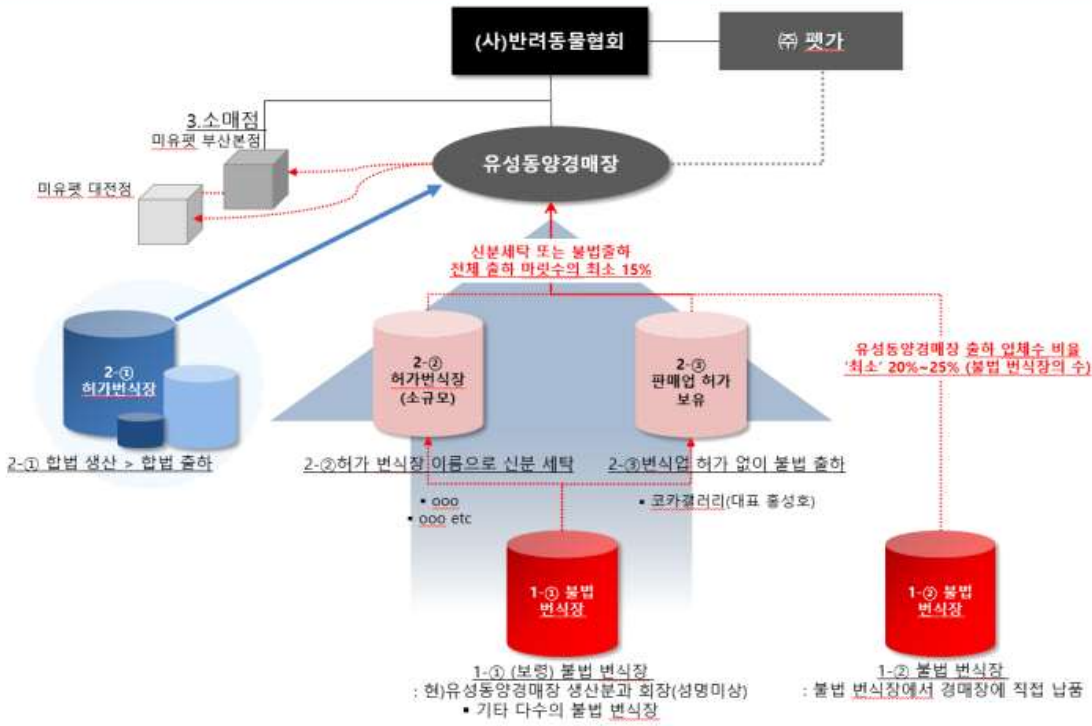 (사)반려동물협회
㈜ 펫가
3.소매점
미유펫 부산본점
미유펫 대전점
유성동양경매장
신분세탁 또는 불법출하
전체 출하 마릿수의 최소 15%
2-①
허가번식장
2-②
허가번식장
(소규모)
2-③
판매업 허가
보유
유성동양경매장 출하 업체수 비율
'최소' 20%~25% (불법 번식장의 수)
2-① 합법 생산 > 합법 출하
2-②허가 변식장 이름으로 신분 세탁
▪ ooo
▪ ooo etc
2-③변식업 허가 없이 불법 출하
▪ 코카갤러리(대표 홍성호)
1-① 불법
번식장
1-② 불법
번식장
1-① (보령) 불법 변식장
: 현)유성동양경매장 생산분과 회장(성명미상)
▪ 기타 다수의 불법 변식장
1-② 불법 변식장
: 불법 변식장에서 경매장에 직접 납품